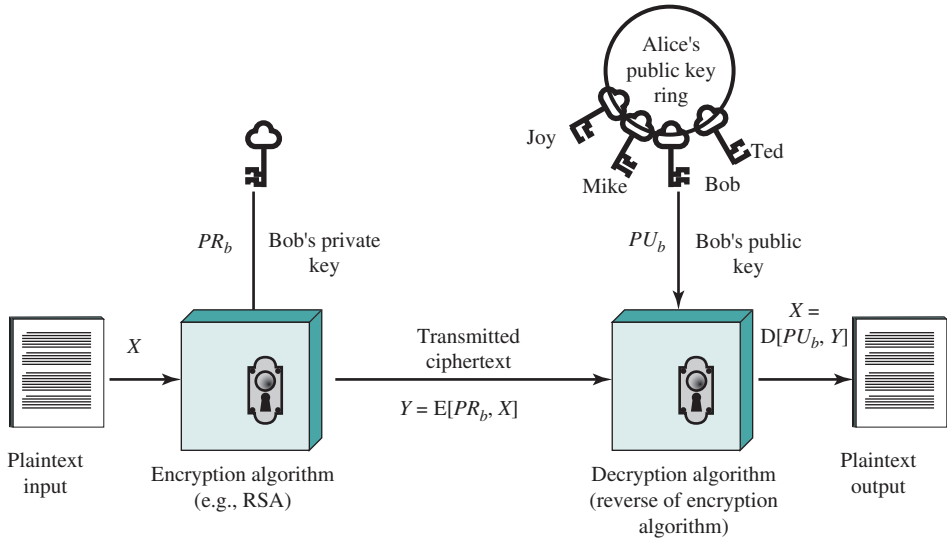 Alice's
public key
ring
Joy
Mike
Bob
Ted
PR_b
Bob's private
key
PU_b
Bob's public
key
X
Transmitted
ciphertext
Y = E[PR_b, X]
X =
D[PU_b, Y]
Plaintext
input
Encryption algorithm
(e.g., RSA)
Decryption algorithm
(reverse of encryption
algorithm)
Plaintext
output